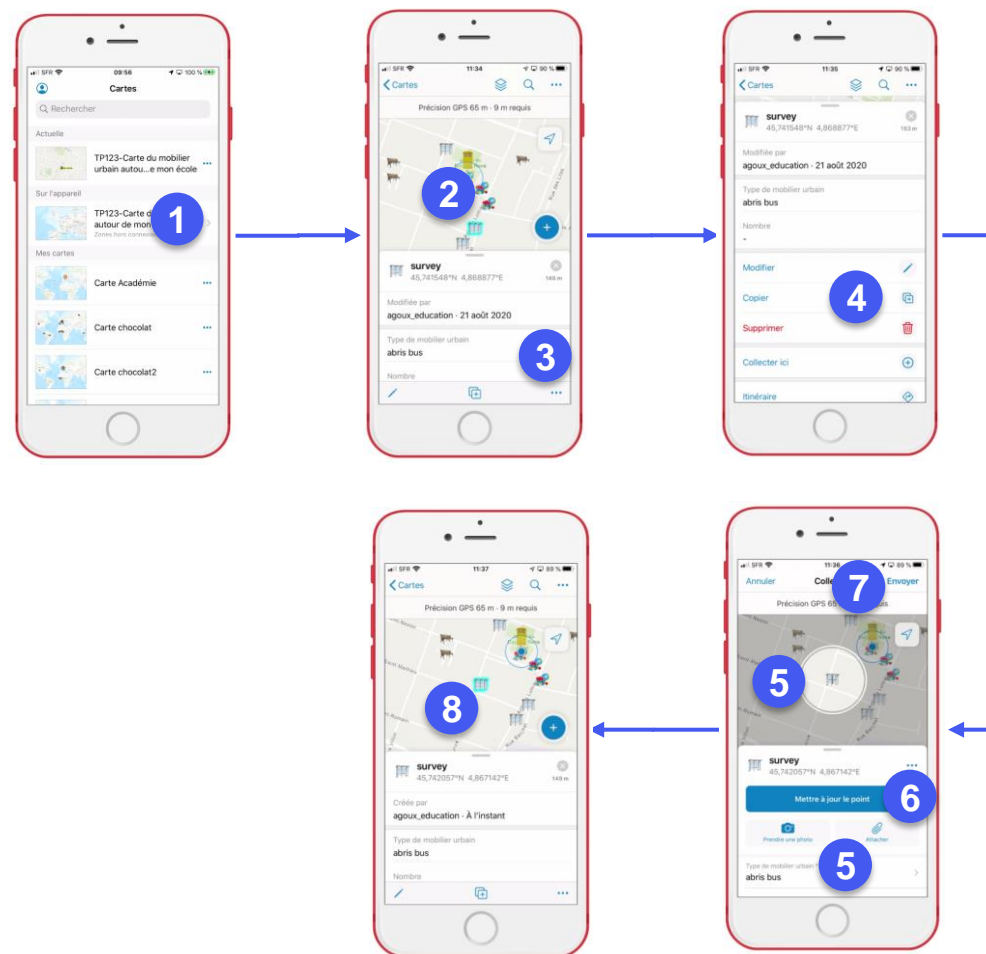 SFR 09:56 100 %
Cartes
Rechercher
Actuelle
TP123-Carte du mobilier
urbain autou...e mon école
Sur l'appareil
TP123-Carte d
autour de mon
1
Mes cartes
Carte Académie
Carte chocolat
Carte chocolat2
SFR 11:34 90 %
Cartes
Précision GPS 65 m - 9 m requis
2
survey
45,741548°N 4,868877°E
148 m
Modifiée par
agoux_education · 21 août 2020
Type de mobilier urbain
abris bus
3
Nombre
SFR 11:35 90 %
Cartes
survey
45,741548°N 4,868877°E
163 m
Modifiée par
agoux_education · 21 août 2020
Type de mobilier urbain
abris bus
Nombre
-
Modifier
Copier
4
Supprimer
Collecter ici
Itinéraire
SFR 11:37 89 %
Cartes
Précision GPS 65 m - 9 m requis
8
survey
45,742057°N 4,867142°E
149 m
Créée par
agoux_education · À l'instant
Type de mobilier urbain
abris bus
Nombre
SFR 11:36 89 %
Annuler Colle 7 Envoyer
Précision GPS 65
5
survey
45,742057°N 4,867142°E
Mettre à jour le point
6
Prendre une photo Attacher
Type de mobilier urbain
5
abris bus